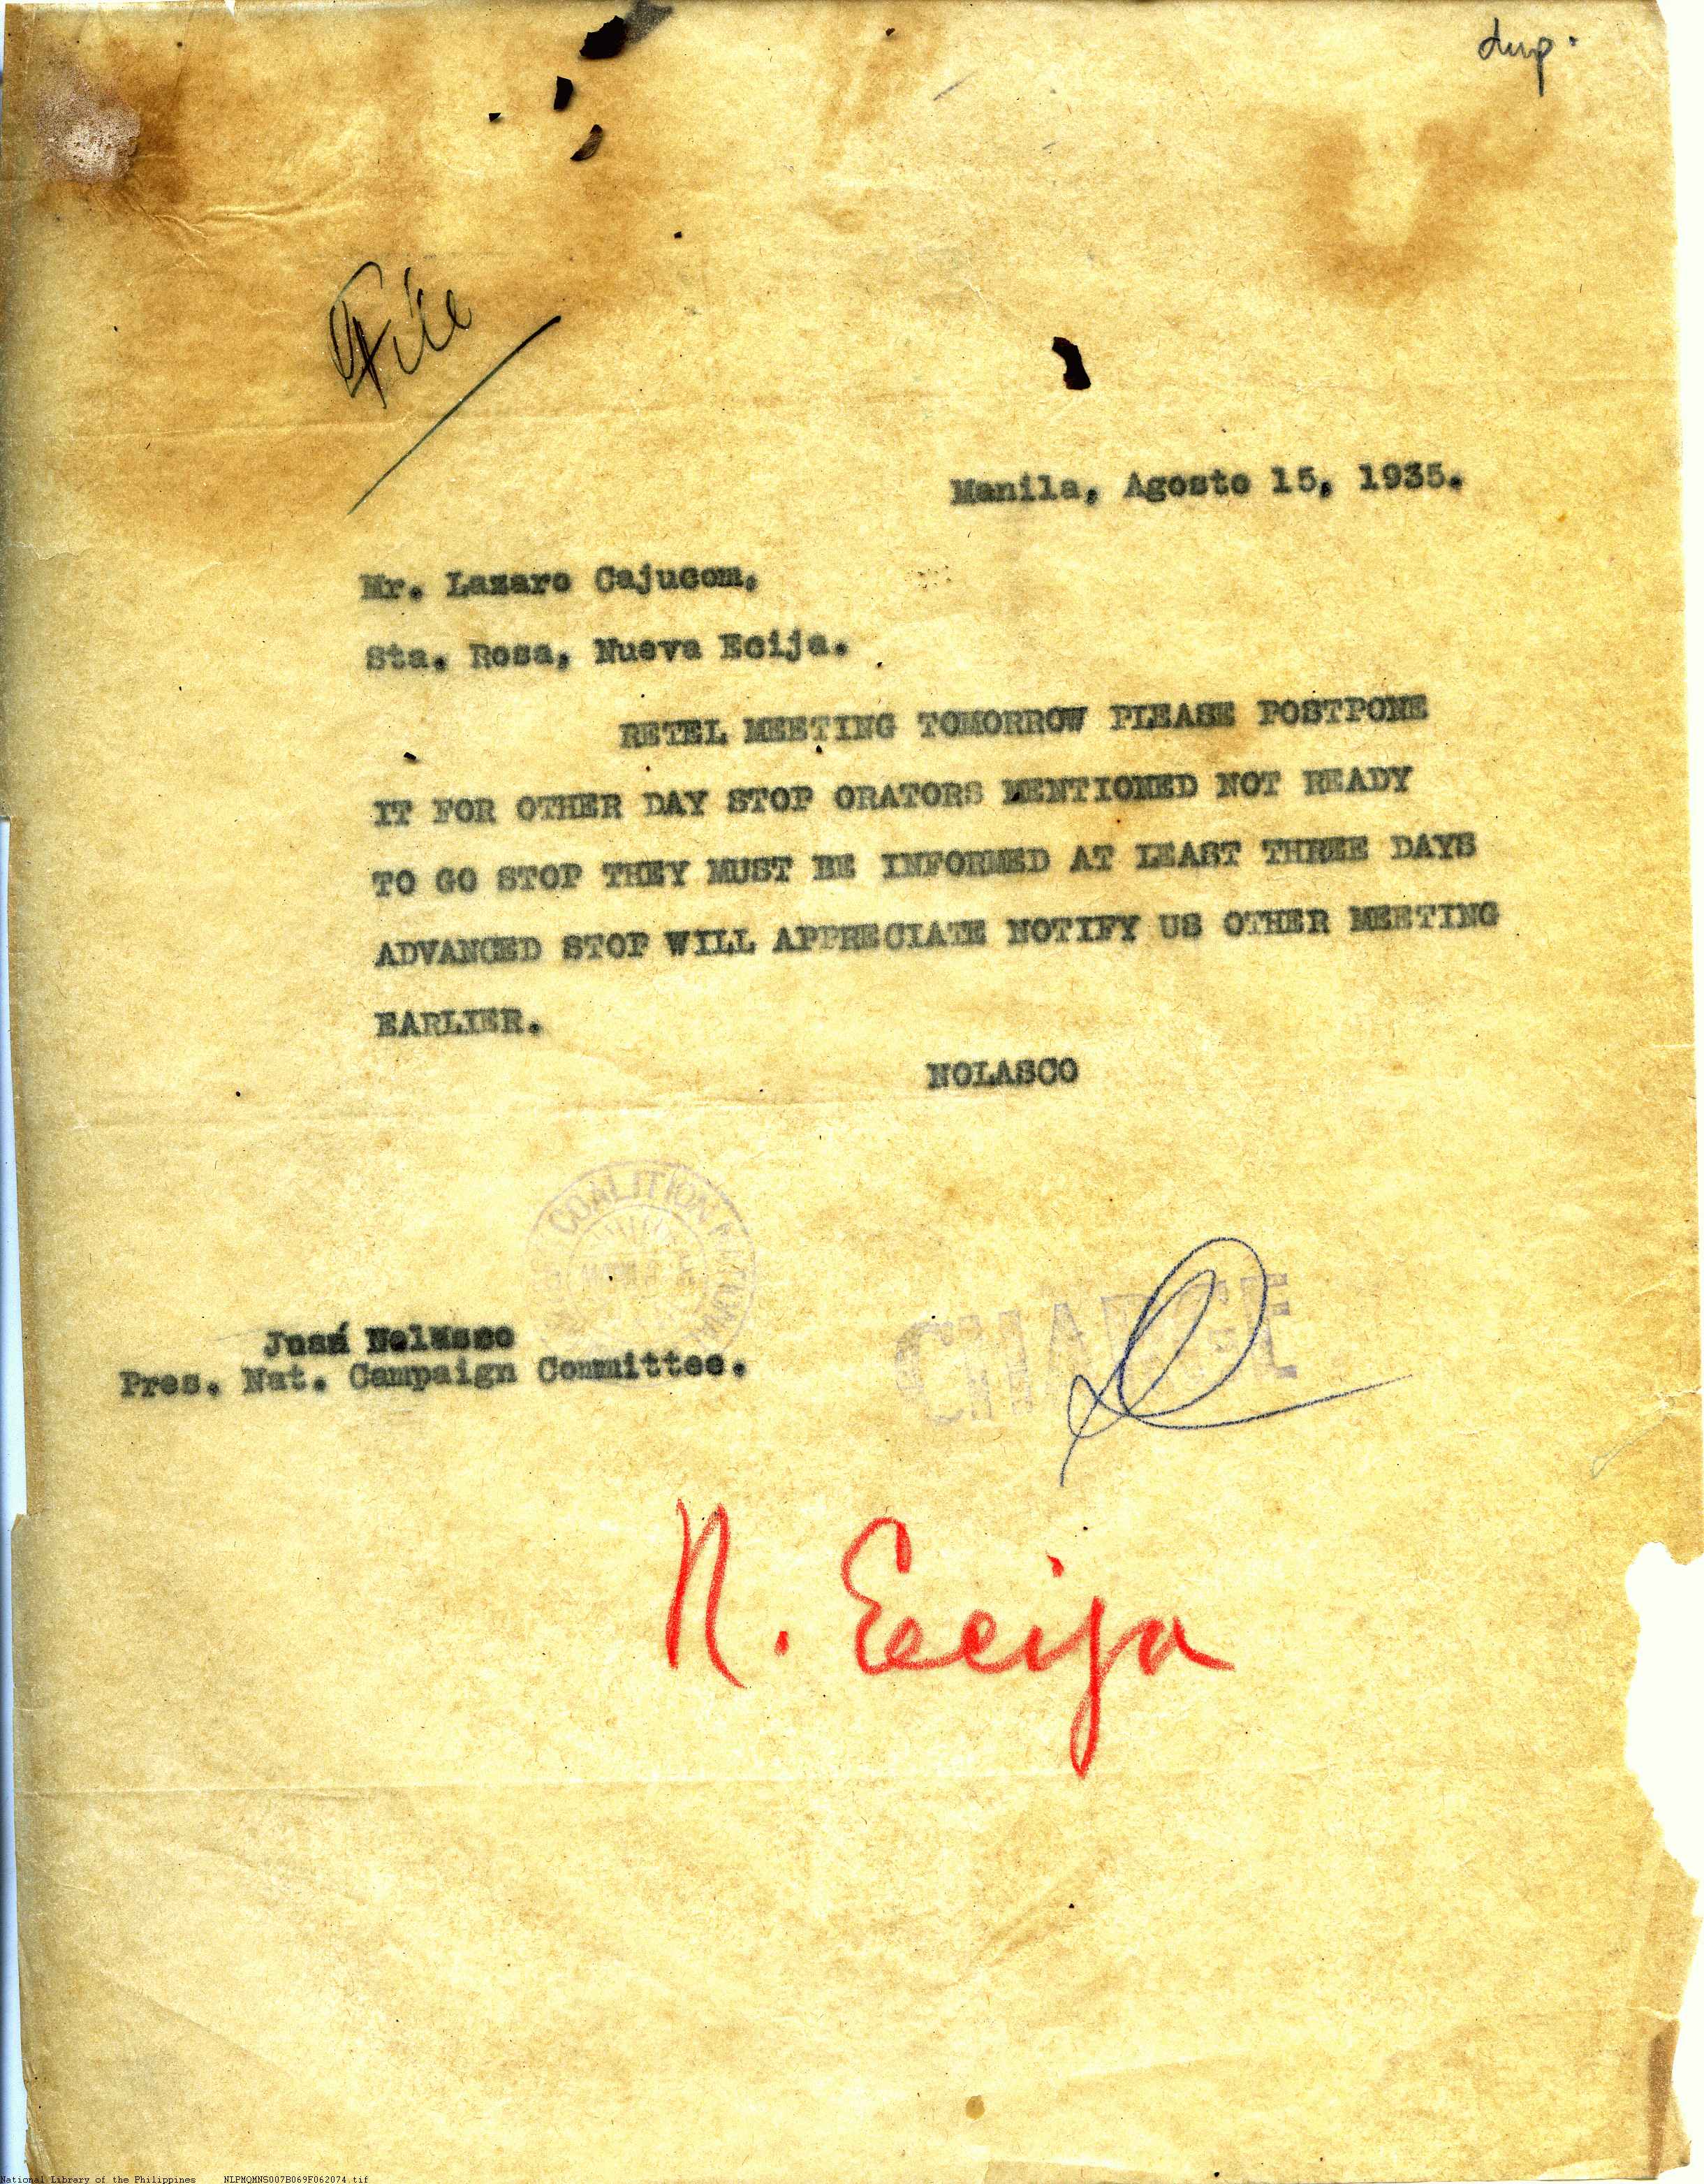 dup.
File
Manila, Agosto 15, 1935.
Mr. Lazaro Cajucom,
Sta. Rosa, Nueva Ecija.
RETEL MEETING TOMORROW PLEASE POSTPONE
IT FOR OTHER DAY STOP ORATORS MENTIONED NOT READY
TO GO STOP THEY MUST BE INFORMED AT LEAST THREE DAYS
ADVANCED STOP WILL APPRECIATE NOTIFY US OTHER MEETING
EARLIER.
NOLASCO
COALITION
CHARGE
José Nolasco
Pres. Nat. Campaign Committee.
N. Ecija
National Library of the Philippines NLPMQMNS007B069F062074.tif